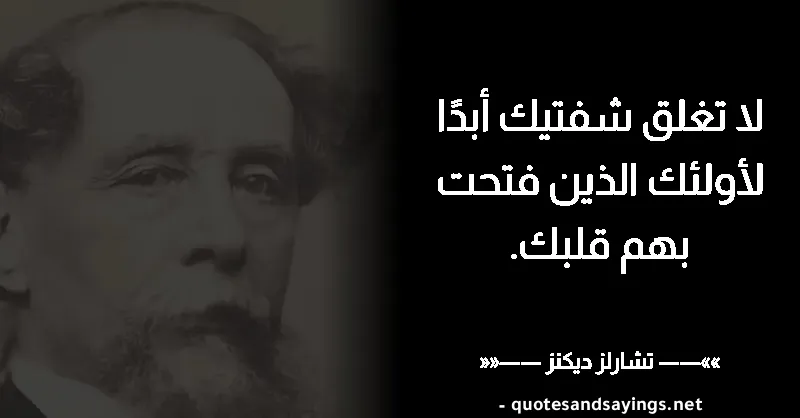 لا تغلق شفتيك أبدًا
لأولئك الذين فتحت
بهم قلبك.
»»—— تشارلز ديكنز ——««
- quotesandsayings.net